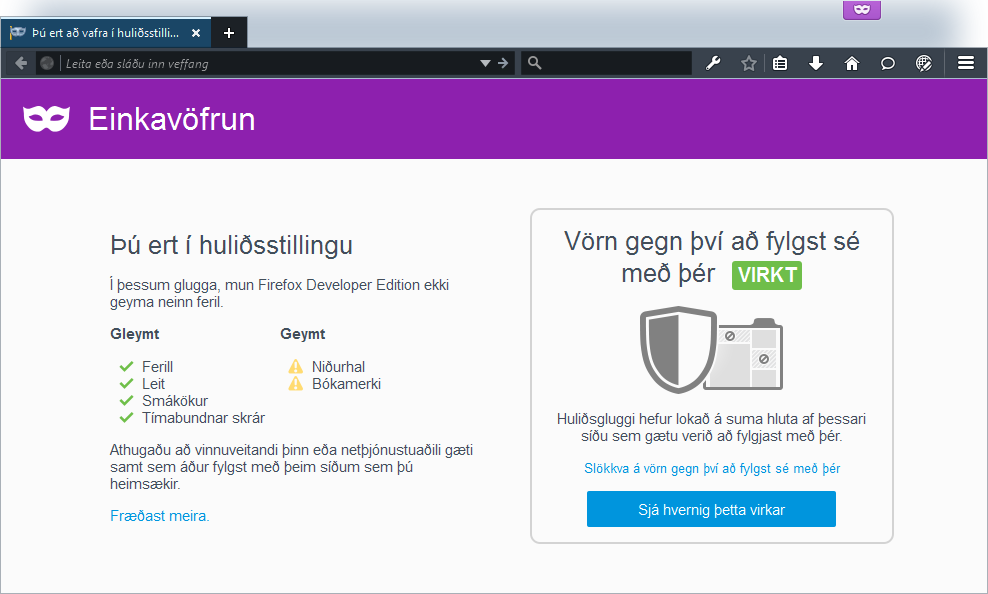 Þú ert að vafra í huliðsstilli...
Leita eða sláðu inn veffang
Einkavöfrun
Þú ert í huliðsstillingu
Í þessum glugga, mun Firefox Developer Edition ekki
geyma neinn feril.
Gleymt
Geymt
Ferill
Leit
Smákökur
Tímabundnar skrár
Niðurhal
Bókamerki
Athugaðu að vinnuveitandi þinn eða netþjónustuaðili gæti
samt sem áður fylgst með þeim síðum sem þú
heimsækir.
Fræðast meira.
Vörn gegn því að fylgst sé
með þér VIRKT
Huliðsgluggi hefur lokað á suma hluta af þessari
síðu sem gætu verið að fylgjast með þér.
Slökkva á vörn gegn því að fylgst sé með þér
Sjá hvernig þetta virkar